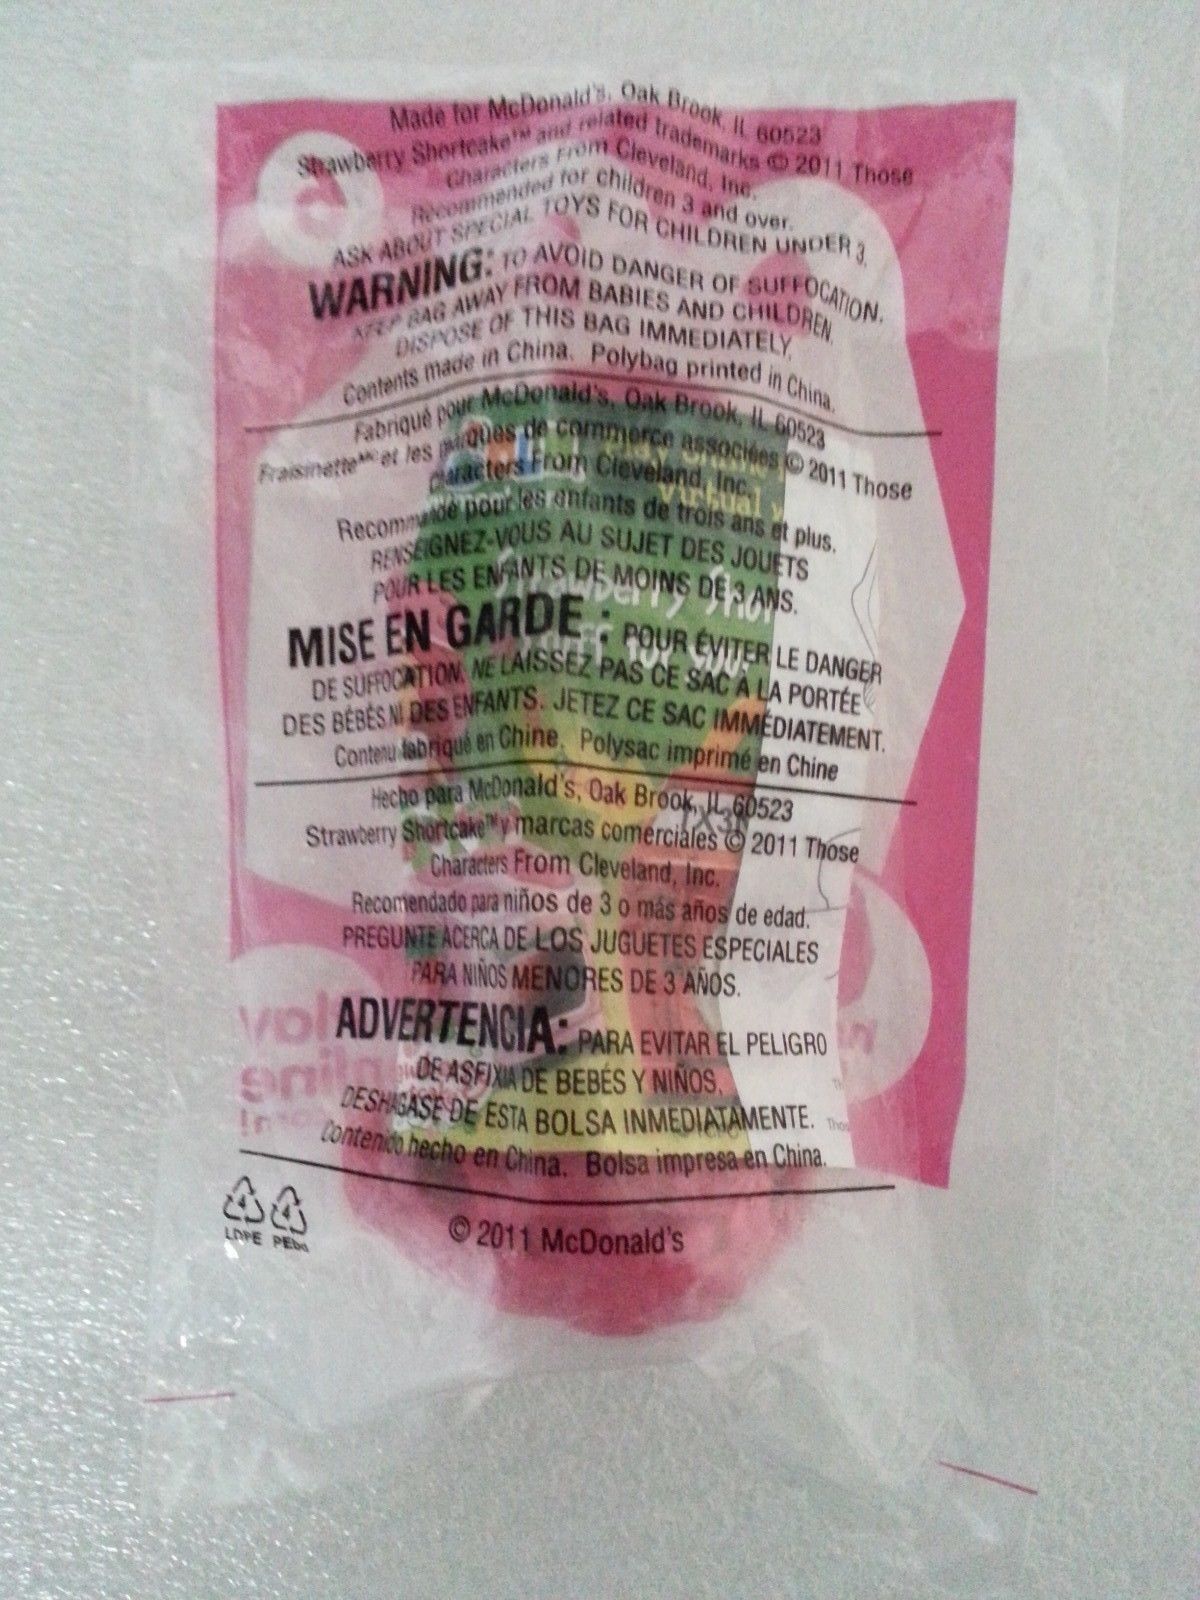 Made for McDonald's, Oak Brook, IL 60523
Strawberry Shortcake™ and related trademarks © 2011 Those
Characters From Cleveland, Inc.
Recommended for children 3 and over.
ASK ABOUT SPECIAL TOYS FOR CHILDREN UNDER 3.
WARNING: TO AVOID DANGER OF SUFFOCATION.
KEEP BAG AWAY FROM BABIES AND CHILDREN.
DISPOSE OF THIS BAG IMMEDIATELY.
Contents made in China. Polybag printed in China.
Fabriqué pour McDonald's, Oak Brook, IL 60523
Fraisinette MC et les marques de commerce associées © 2011 Those
Characters From Cleveland, Inc.
Recommandé pour les enfants de trois ans et plus.
RENSEIGNEZ-VOUS AU SUJET DES JOUETS
POUR LES ENFANTS DE MOINS DE 3 ANS.
MISE EN GARDE : POUR ÉVITER LE DANGER
DE SUFFOCATION, NE LAISSEZ PAS CE SAC À LA PORTÉE
DES BÉBÉS NI DES ENFANTS. JETEZ CE SAC IMMÉDIATEMENT.
Contenu fabriqué en Chine. Polysac imprimé en Chine
Hecho para McDonald's, Oak Brook, IL 60523
Strawberry Shortcake™ y marcas comerciales © 2011 Those
Characters From Cleveland, Inc.
Recomendado para niños de 3 o más años de edad.
PREGUNTE ACERCA DE LOS JUGUETES ESPECIALES
PARA NIÑOS MENORES DE 3 AÑOS.
ADVERTENCIA: PARA EVITAR EL PELIGRO
DE ASFIXIA DE BEBÉS Y NIÑOS,
DESHÁGASE DE ESTA BOLSA INMEDIATAMENTE.
Contenido hecho en China. Bolsa impresa en China.
4 4
LDPE PEbd
© 2011 McDonald's
virtual
play
online